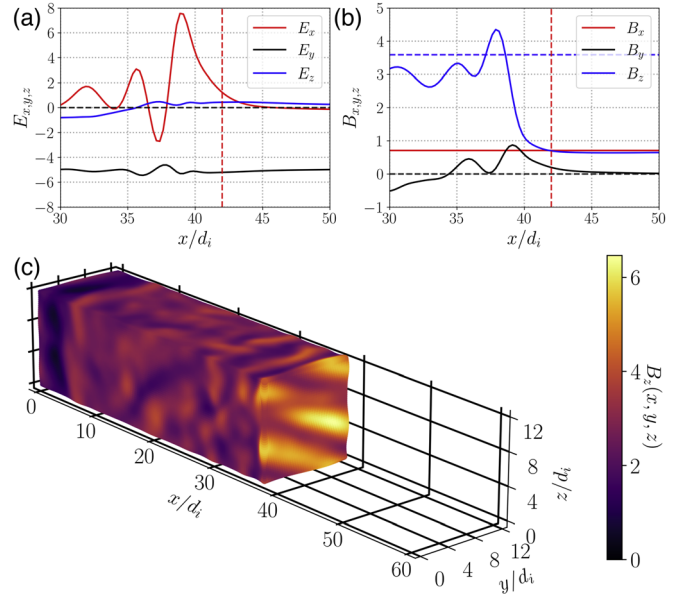 (a)
8
6
4
2
0
−2
−4
−6
−8
E_{x,y,z}
E_x
E_y
E_z
30 35 40 45 50
x/d_i
(b)
5
4
3
2
1
0
−1
B_{x,y,z}
B_x
B_y
B_z
30 35 40 45 50
x/d_i
(c)
0
10
20
30
40
50
60
x/d_i
0
4
8
12
y/d_i
12
8
4
0
z/d_i
6
4
2
0
B_z(x, y, z)